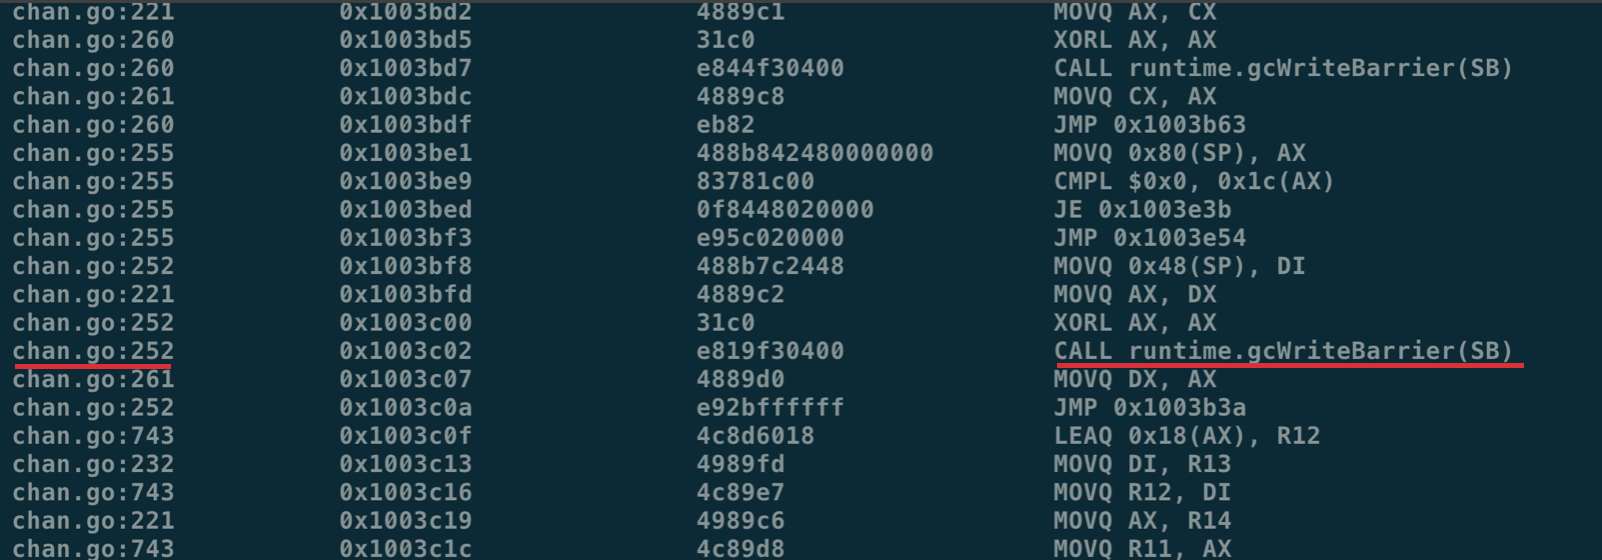 chan.go:221 0x1003bd2 4889c1 MOVQ AX, CX
chan.go:260 0x1003bd5 31c0 XORL AX, AX
chan.go:260 0x1003bd7 e844f30400 CALL runtime.gcWriteBarrier(SB)
chan.go:261 0x1003bdc 4889c8 MOVQ CX, AX
chan.go:260 0x1003bdf eb82 JMP 0x1003b63
chan.go:255 0x1003be1 488b842480000000 MOVQ 0x80(SP), AX
chan.go:255 0x1003be9 83781c00 CMPL $0x0, 0x1c(AX)
chan.go:255 0x1003bed 0f8448020000 JE 0x1003e3b
chan.go:255 0x1003bf3 e95c020000 JMP 0x1003e54
chan.go:252 0x1003bf8 488b7c2448 MOVQ 0x48(SP), DI
chan.go:221 0x1003bfd 4889c2 MOVQ AX, DX
chan.go:252 0x1003c00 31c0 XORL AX, AX
chan.go:252 0x1003c02 e819f30400 CALL runtime.gcWriteBarrier(SB)
chan.go:261 0x1003c07 4889d0 MOVQ DX, AX
chan.go:252 0x1003c0a e92bffffff JMP 0x1003b3a
chan.go:743 0x1003c0f 4c8d6018 LEAQ 0x18(AX), R12
chan.go:232 0x1003c13 4989fd MOVQ DI, R13
chan.go:743 0x1003c16 4c89e7 MOVQ R12, DI
chan.go:221 0x1003c19 4989c6 MOVQ AX, R14
chan.go:743 0x1003c1c 4c89d8 MOVQ R11, AX